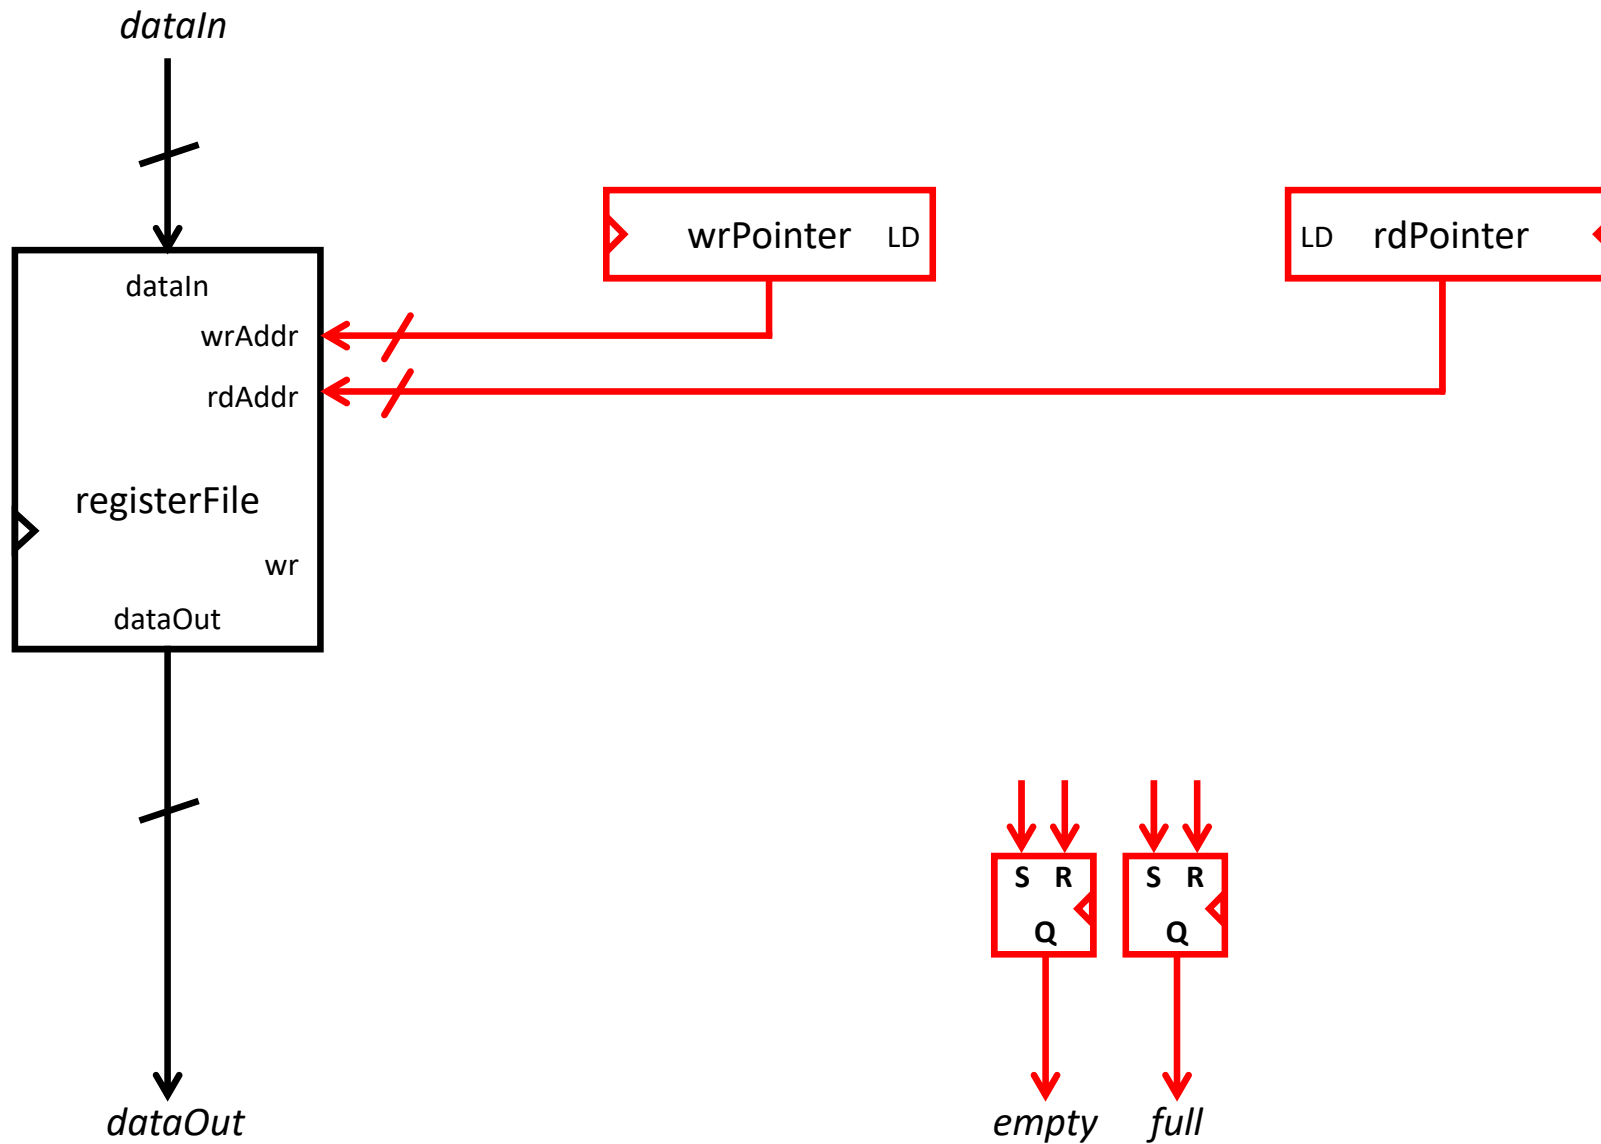 dataIn
wrPointer LD
LD rdPointer
dataIn
wrAddr
rdAddr
registerFile
wr
dataOut
S R
Q
S R
Q
dataOut
empty
full